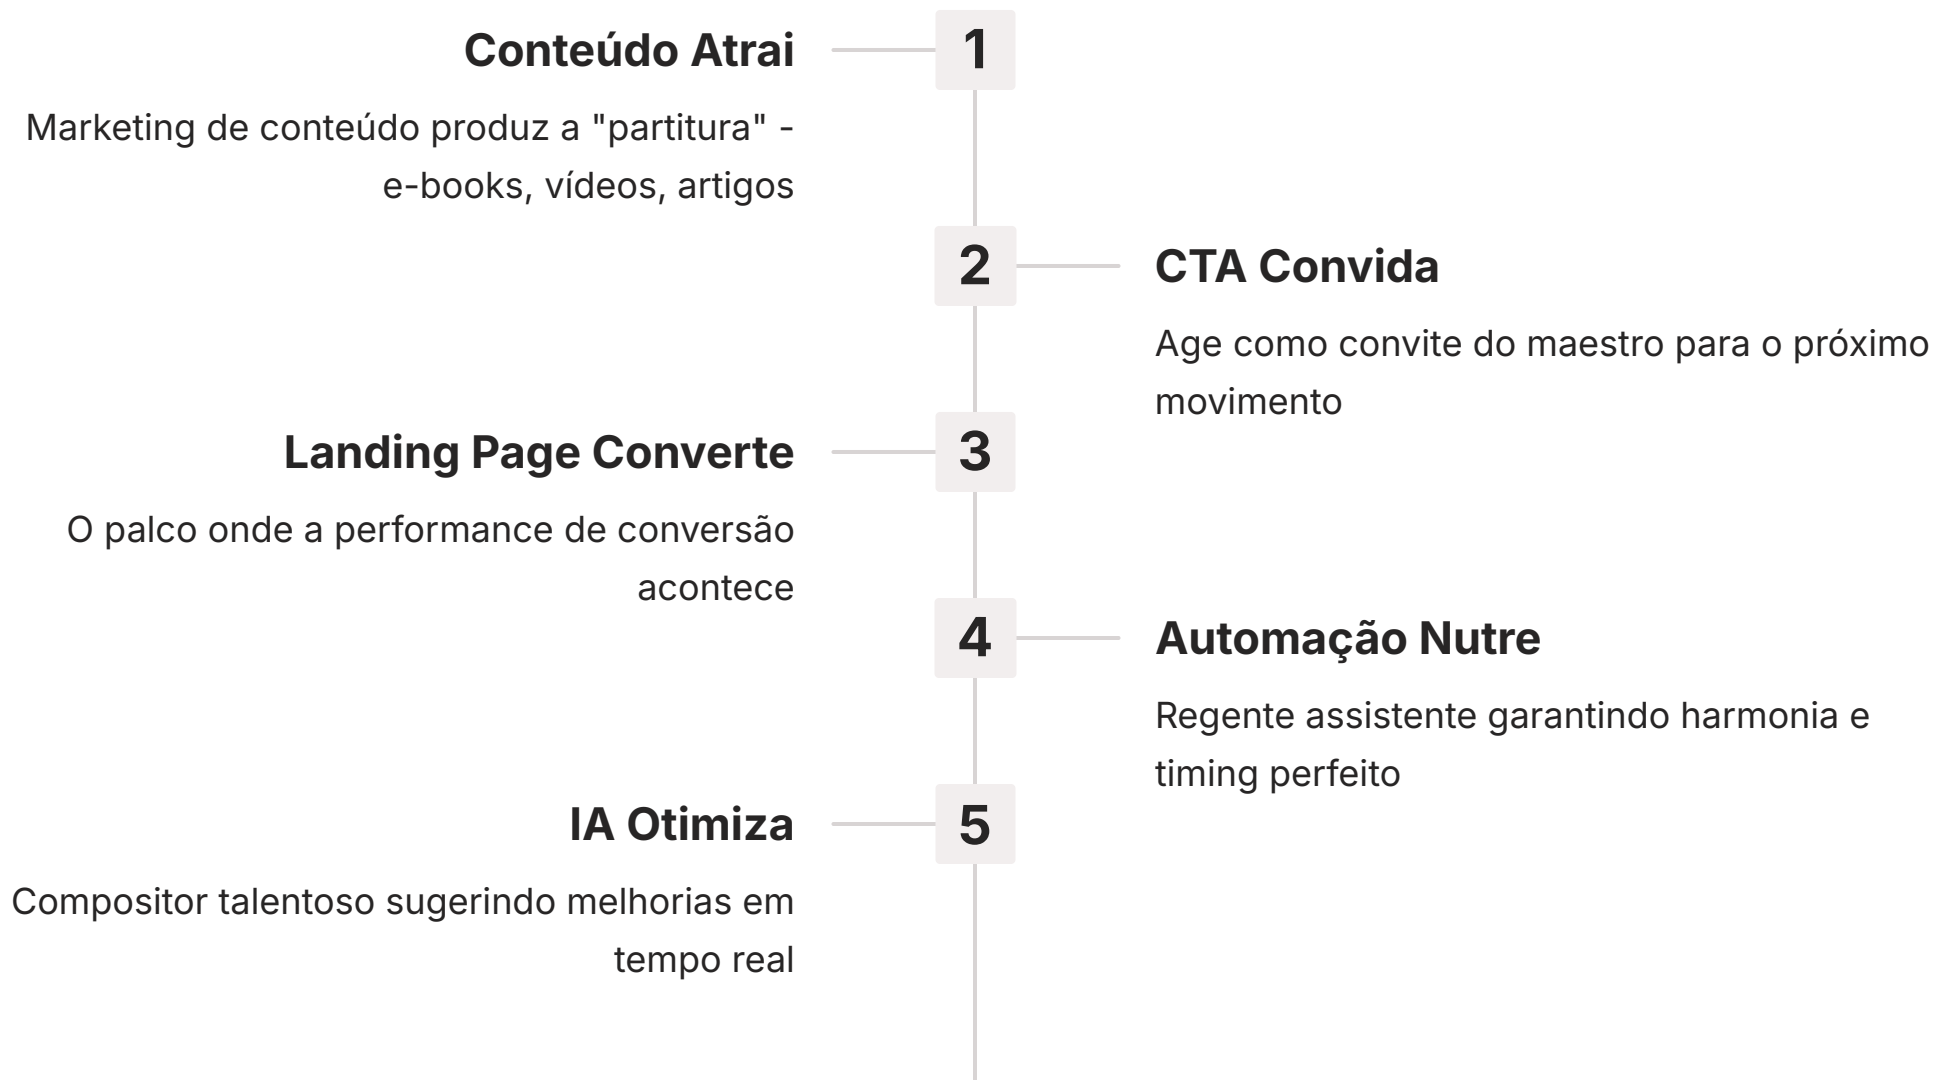 Conteúdo Atrai
1
Marketing de conteúdo produz a "partitura" -
e-books, vídeos, artigos
2
CTA Convida
Age como convite do maestro para o próximo
movimento
Landing Page Converte
3
O palco onde a performance de conversão
acontece
4
Automação Nutre
Regente assistente garantindo harmonia e
timing perfeito
IA Otimiza
5
Compositor talentoso sugerindo melhorias em
tempo real